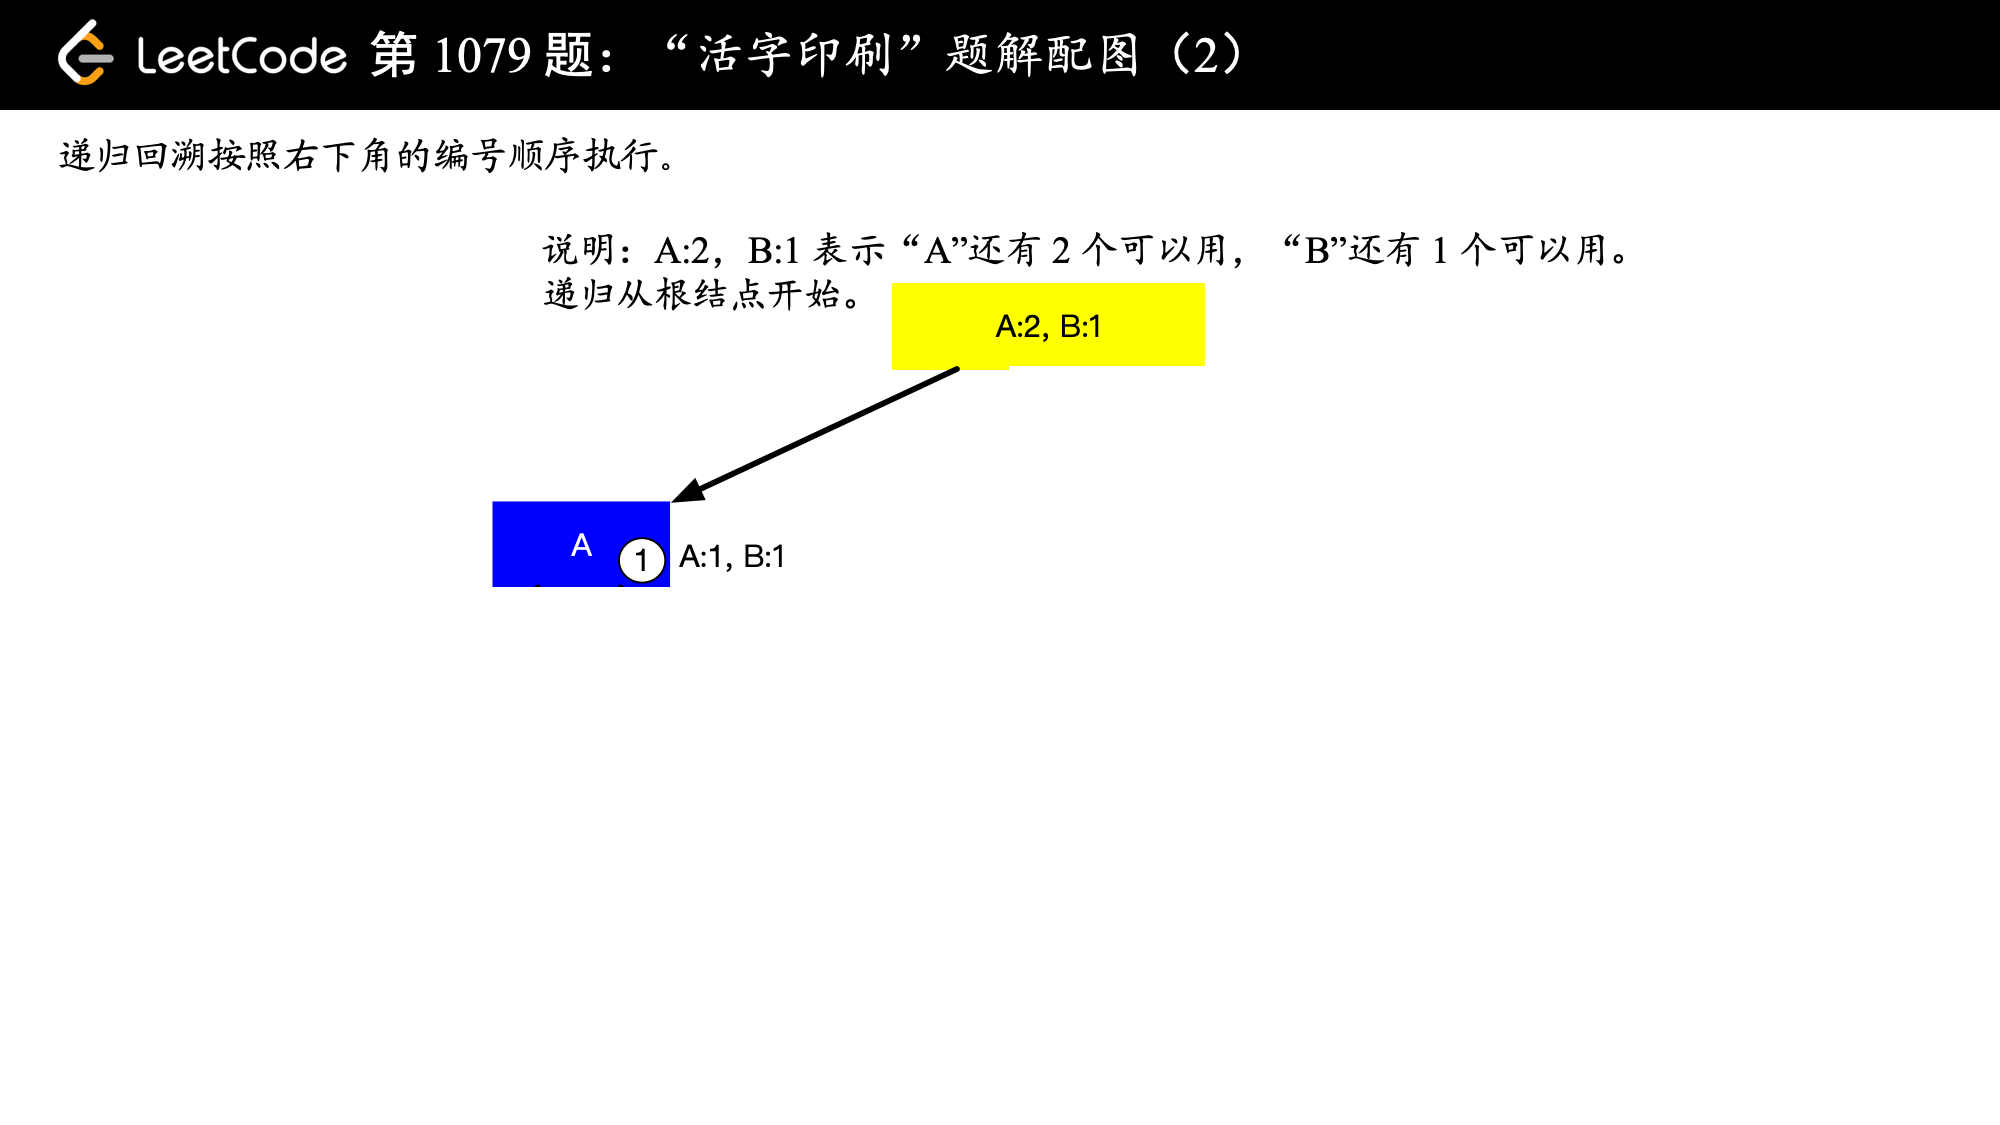 LeetCode 第 1079 题：“活字印刷”题解配图（2）
递归回溯按照右下角的编号顺序执行。
说明：A:2，B:1 表示“A”还有 2 个可以用，“B”还有 1 个可以用。
递归从根结点开始。
A:2, B:1
A
1
A:1, B:1